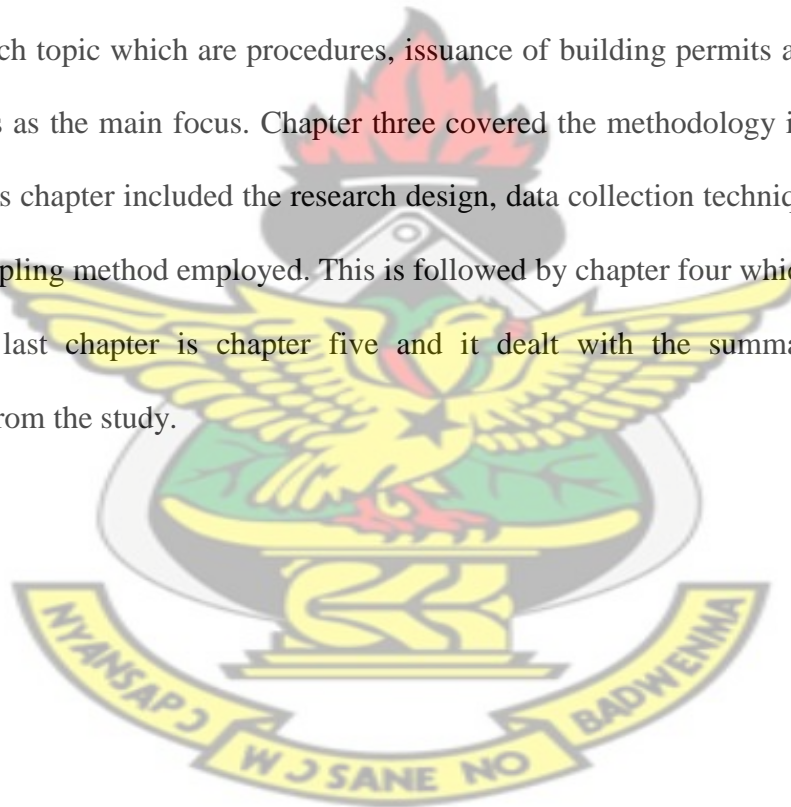 ch topic which are procedures, issuance of building permits a
s as the main focus. Chapter three covered the methodology i
s chapter included the research design, data collection techniq
pling method employed. This is followed by chapter four whic
last chapter is chapter five and it dealt with the summa
rom the study.
NYANSAPƆ
WƆSANE NO
BADWENMA